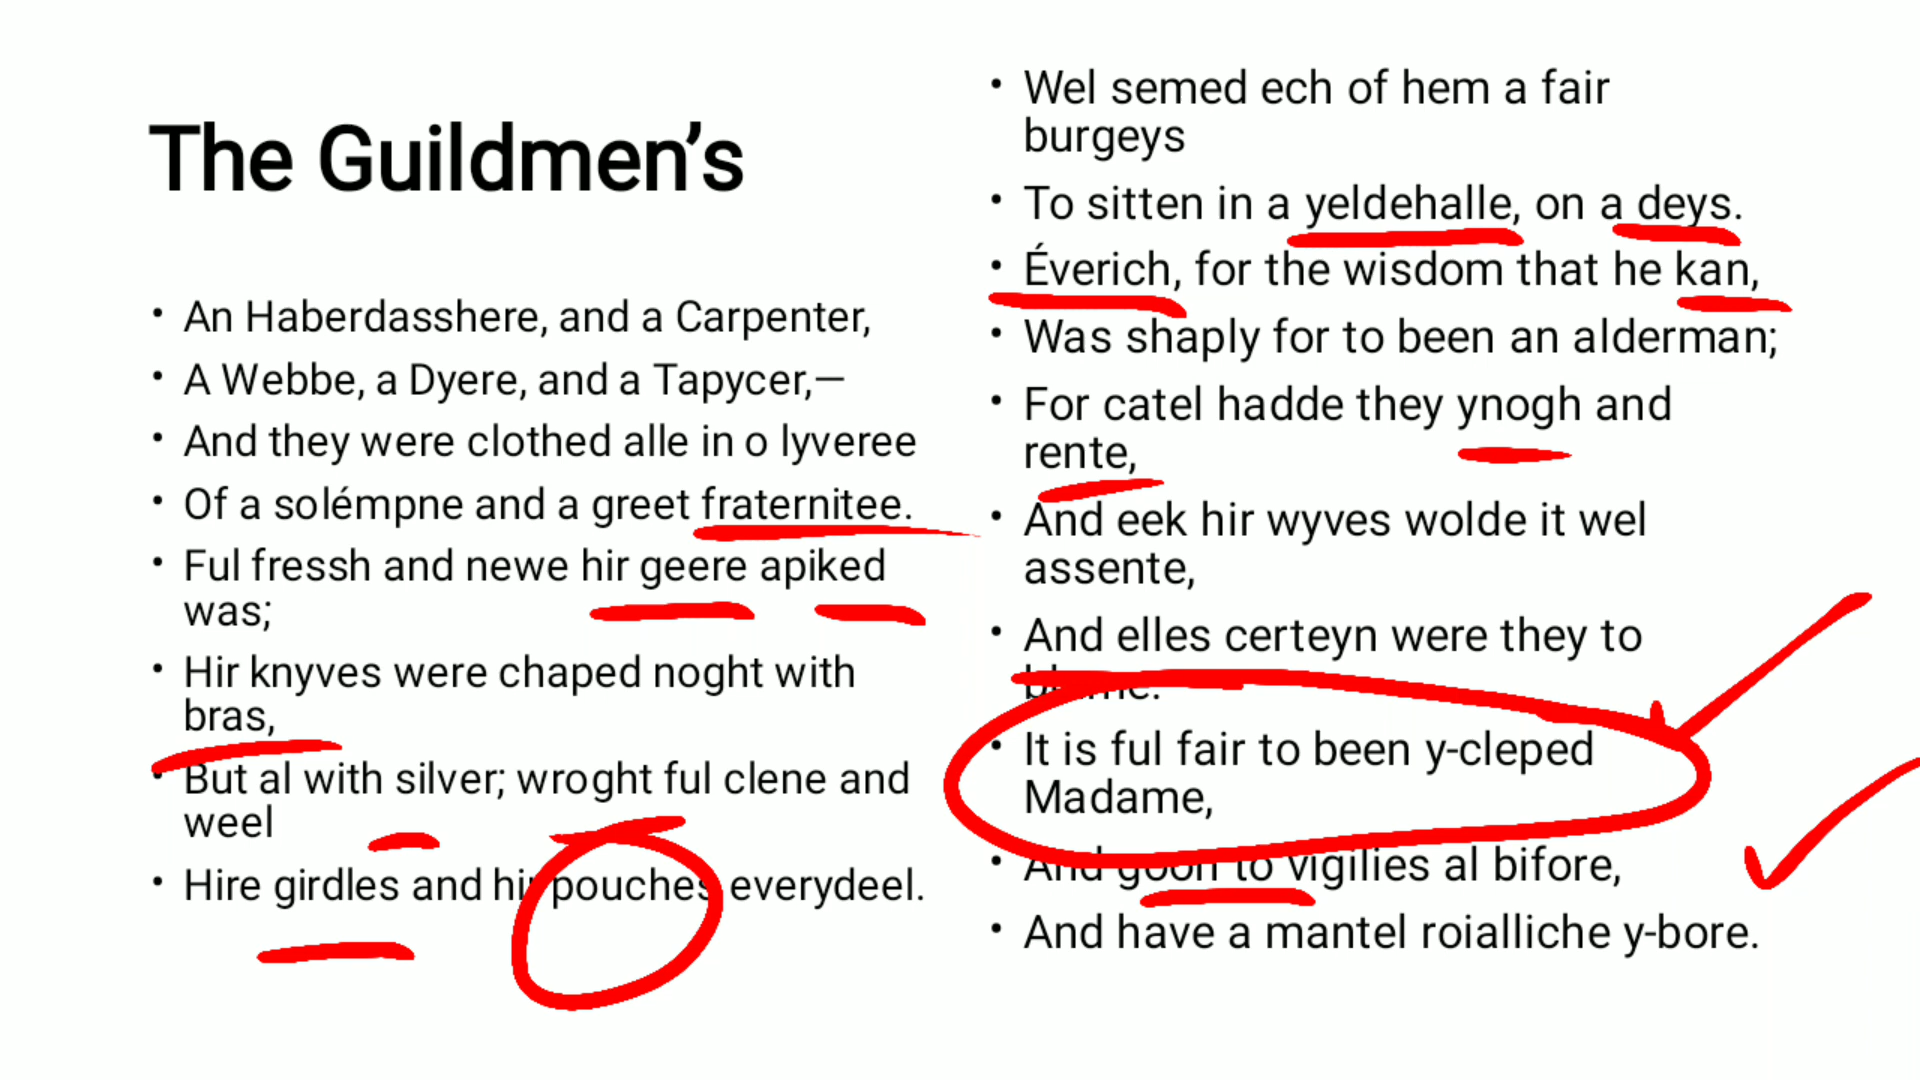 The Guildmen’s
• An Haberdasshere, and a Carpenter,
• A Webbe, a Dyere, and a Tapycer,—
• And they were clothed alle in o lyveree
• Of a solémpne and a greet fraternitee.
• Ful fressh and newe hir geere apiked
was;
• Hir knyves were chaped noght with
bras,
• But al with silver; wroght ful clene and
weel
• Hire girdles and hir pouches everydeel.
• Wel semed ech of hem a fair
burgeys
• To sitten in a yeldehalle, on a deys.
• Éverich, for the wisdom that he kan,
• Was shaply for to been an alderman;
• For catel hadde they ynogh and
rente,
• And eek hir wyves wolde it wel
assente,
• And elles certeyn were they to
blame.
• It is ful fair to been y-cleped
Madame,
• And goon to vigilies al bifore,
• And have a mantel roialliche y-bore.